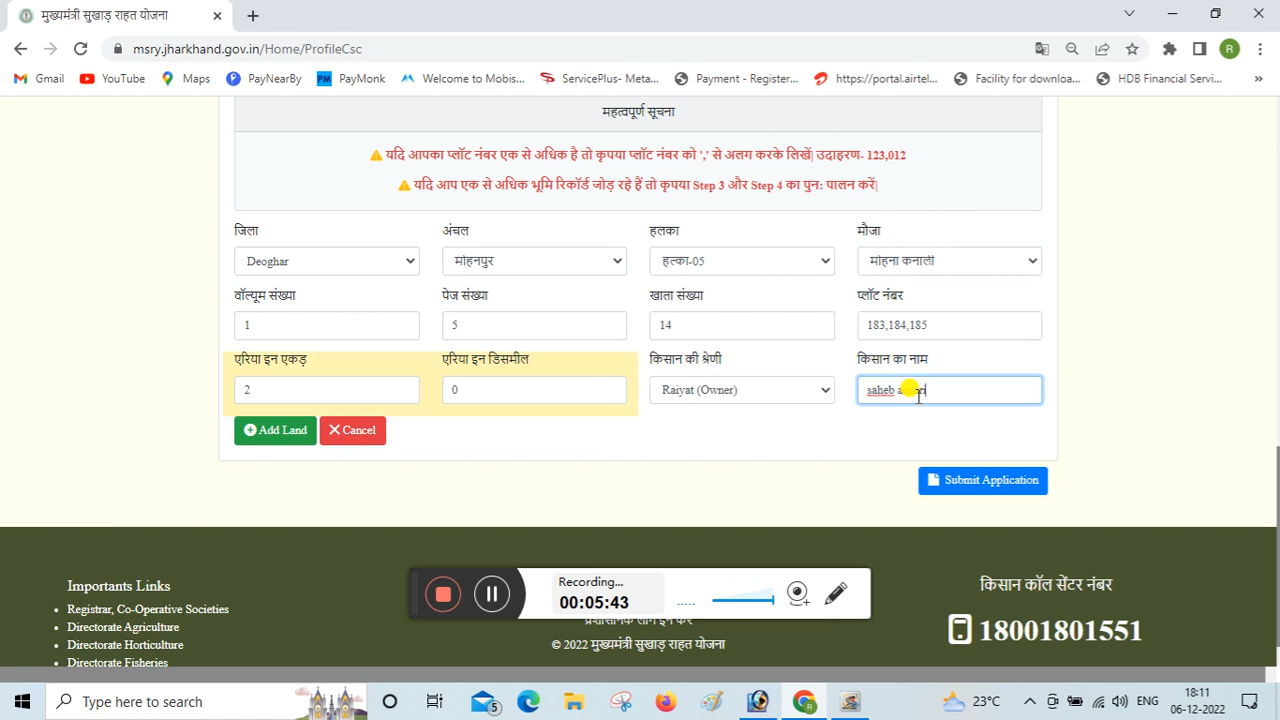 मुख्यमंत्री सुखाड़ राहत योजना
msry.jharkhand.gov.in/Home/ProfileCsc
R
Gmail
YouTube
Maps
PayNearBy
PM PayMonk
Welcome to Mobis...
ServicePlus- Meta...
Payment - Register...
https://portal.airtel...
Facility for downloa...
HDB Financial Servi...
»
महत्वपूर्ण सूचना
यदि आपका प्लॉट नंबर एक से अधिक है तो कृपया प्लॉट नंबर को ',' से अलग करके लिखें| उदाहरण- 123,012
यदि आप एक से अधिक भूमि रिकॉर्ड जोड़ रहे हैं तो कृपया Step 3 और Step 4 का पुन: पालन करें|
जिला अंचल हलका मौजा
Deoghar मोहनपुर हल्का-05 मोहना कनाली
वॉल्यूम संख्या पेज संख्या खाता संख्या प्लॉट नंबर
1 5 14 183,184,185
एरिया इन एकड़ एरिया इन डिसमील किसान की श्रेणी किसान का नाम
2 0 Raiyat (Owner) saheb
Add Land Cancel
Submit Application
Importants Links
Registrar, Co-Operative Societies
Directorate Agriculture
Directorate Horticulture
Directorate Fisheries
Recording...
00:05:43
प्रशासनिक लॉग इन करें
© 2022 मुख्यमंत्री सुखाड़ राहत योजना
किसान कॉल सेंटर नंबर
18001801551
Type here to search
5
R
23°C
ENG
18:11
06-12-2022